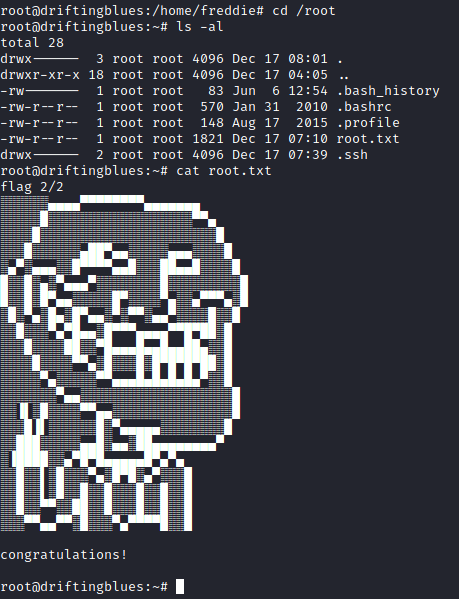 root@driftingblues:/home/freddie# cd /root
root@driftingblues:~# ls -al
total 28
drwx------  3 root root 4096 Dec 17 08:01 .
drwxr-xr-x 18 root root 4096 Dec 17 04:05 ..
-rw-------  1 root root   83 Jun  6 12:54 .bash_history
-rw-r--r--  1 root root  570 Jan 31  2010 .bashrc
-rw-r--r--  1 root root  148 Aug 17  2015 .profile
-rw-r--r--  1 root root 1821 Dec 17 07:10 root.txt
drwx------  2 root root 4096 Dec 17 07:39 .ssh
root@driftingblues:~# cat root.txt
flag 2/2
congratulations!
root@driftingblues:~#